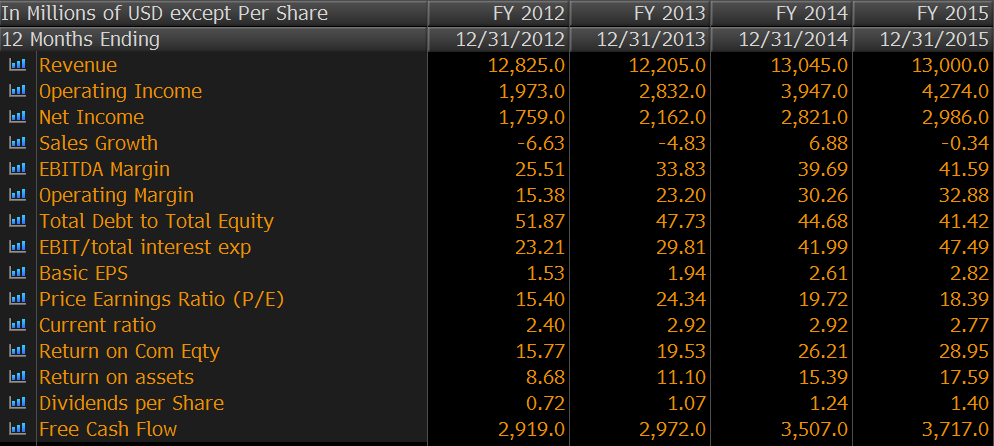 In Millions of USD except Per Share FY 2012 FY 2013 FY 2014 FY 2015
12 Months Ending 12/31/2012 12/31/2013 12/31/2014 12/31/2015
Revenue 12,825.0 12,205.0 13,045.0 13,000.0
Operating Income 1,973.0 2,832.0 3,947.0 4,274.0
Net Income 1,759.0 2,162.0 2,821.0 2,986.0
Sales Growth -6.63 -4.83 6.88 -0.34
EBITDA Margin 25.51 33.83 39.69 41.59
Operating Margin 15.38 23.20 30.26 32.88
Total Debt to Total Equity 51.87 47.73 44.68 41.42
EBIT/total interest exp 23.21 29.81 41.99 47.49
Basic EPS 1.53 1.94 2.61 2.82
Price Earnings Ratio (P/E) 15.40 24.34 19.72 18.39
Current ratio 2.40 2.92 2.92 2.77
Return on Com Eqty 15.77 19.53 26.21 28.95
Return on assets 8.68 11.10 15.39 17.59
Dividends per Share 0.72 1.07 1.24 1.40
Free Cash Flow 2,919.0 2,972.0 3,507.0 3,717.0